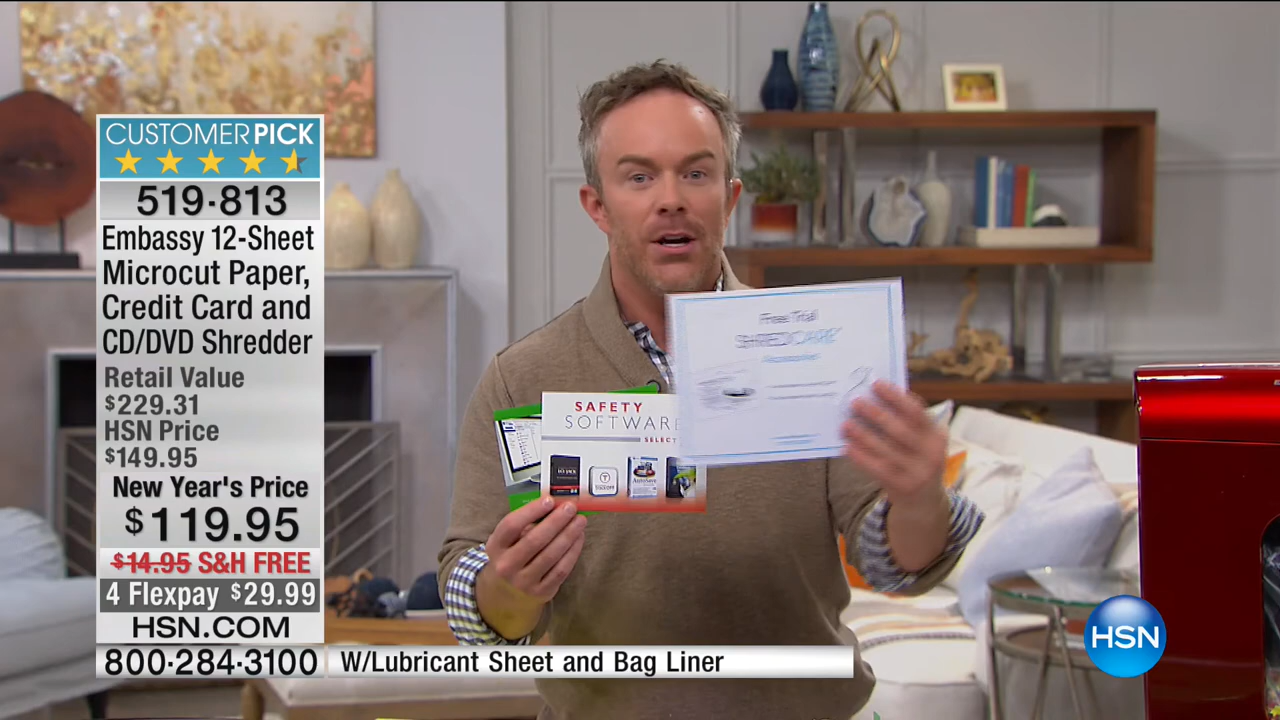 CUSTOMER PICK
519-813
Embassy 12-Sheet
Microcut Paper,
Credit Card and
CD/DVD Shredder
Retail Value
$229.31
HSN Price
$149.95
New Year's Price
$119.95
$14.95 S&H FREE
4 Flexpay $29.99
HSN.COM
800-284-3100
W/Lubricant Sheet and Bag Liner
Free Trial
SHREDCARE
SAFETY
SOFTWARE
SELECT
AutoSave
HSN